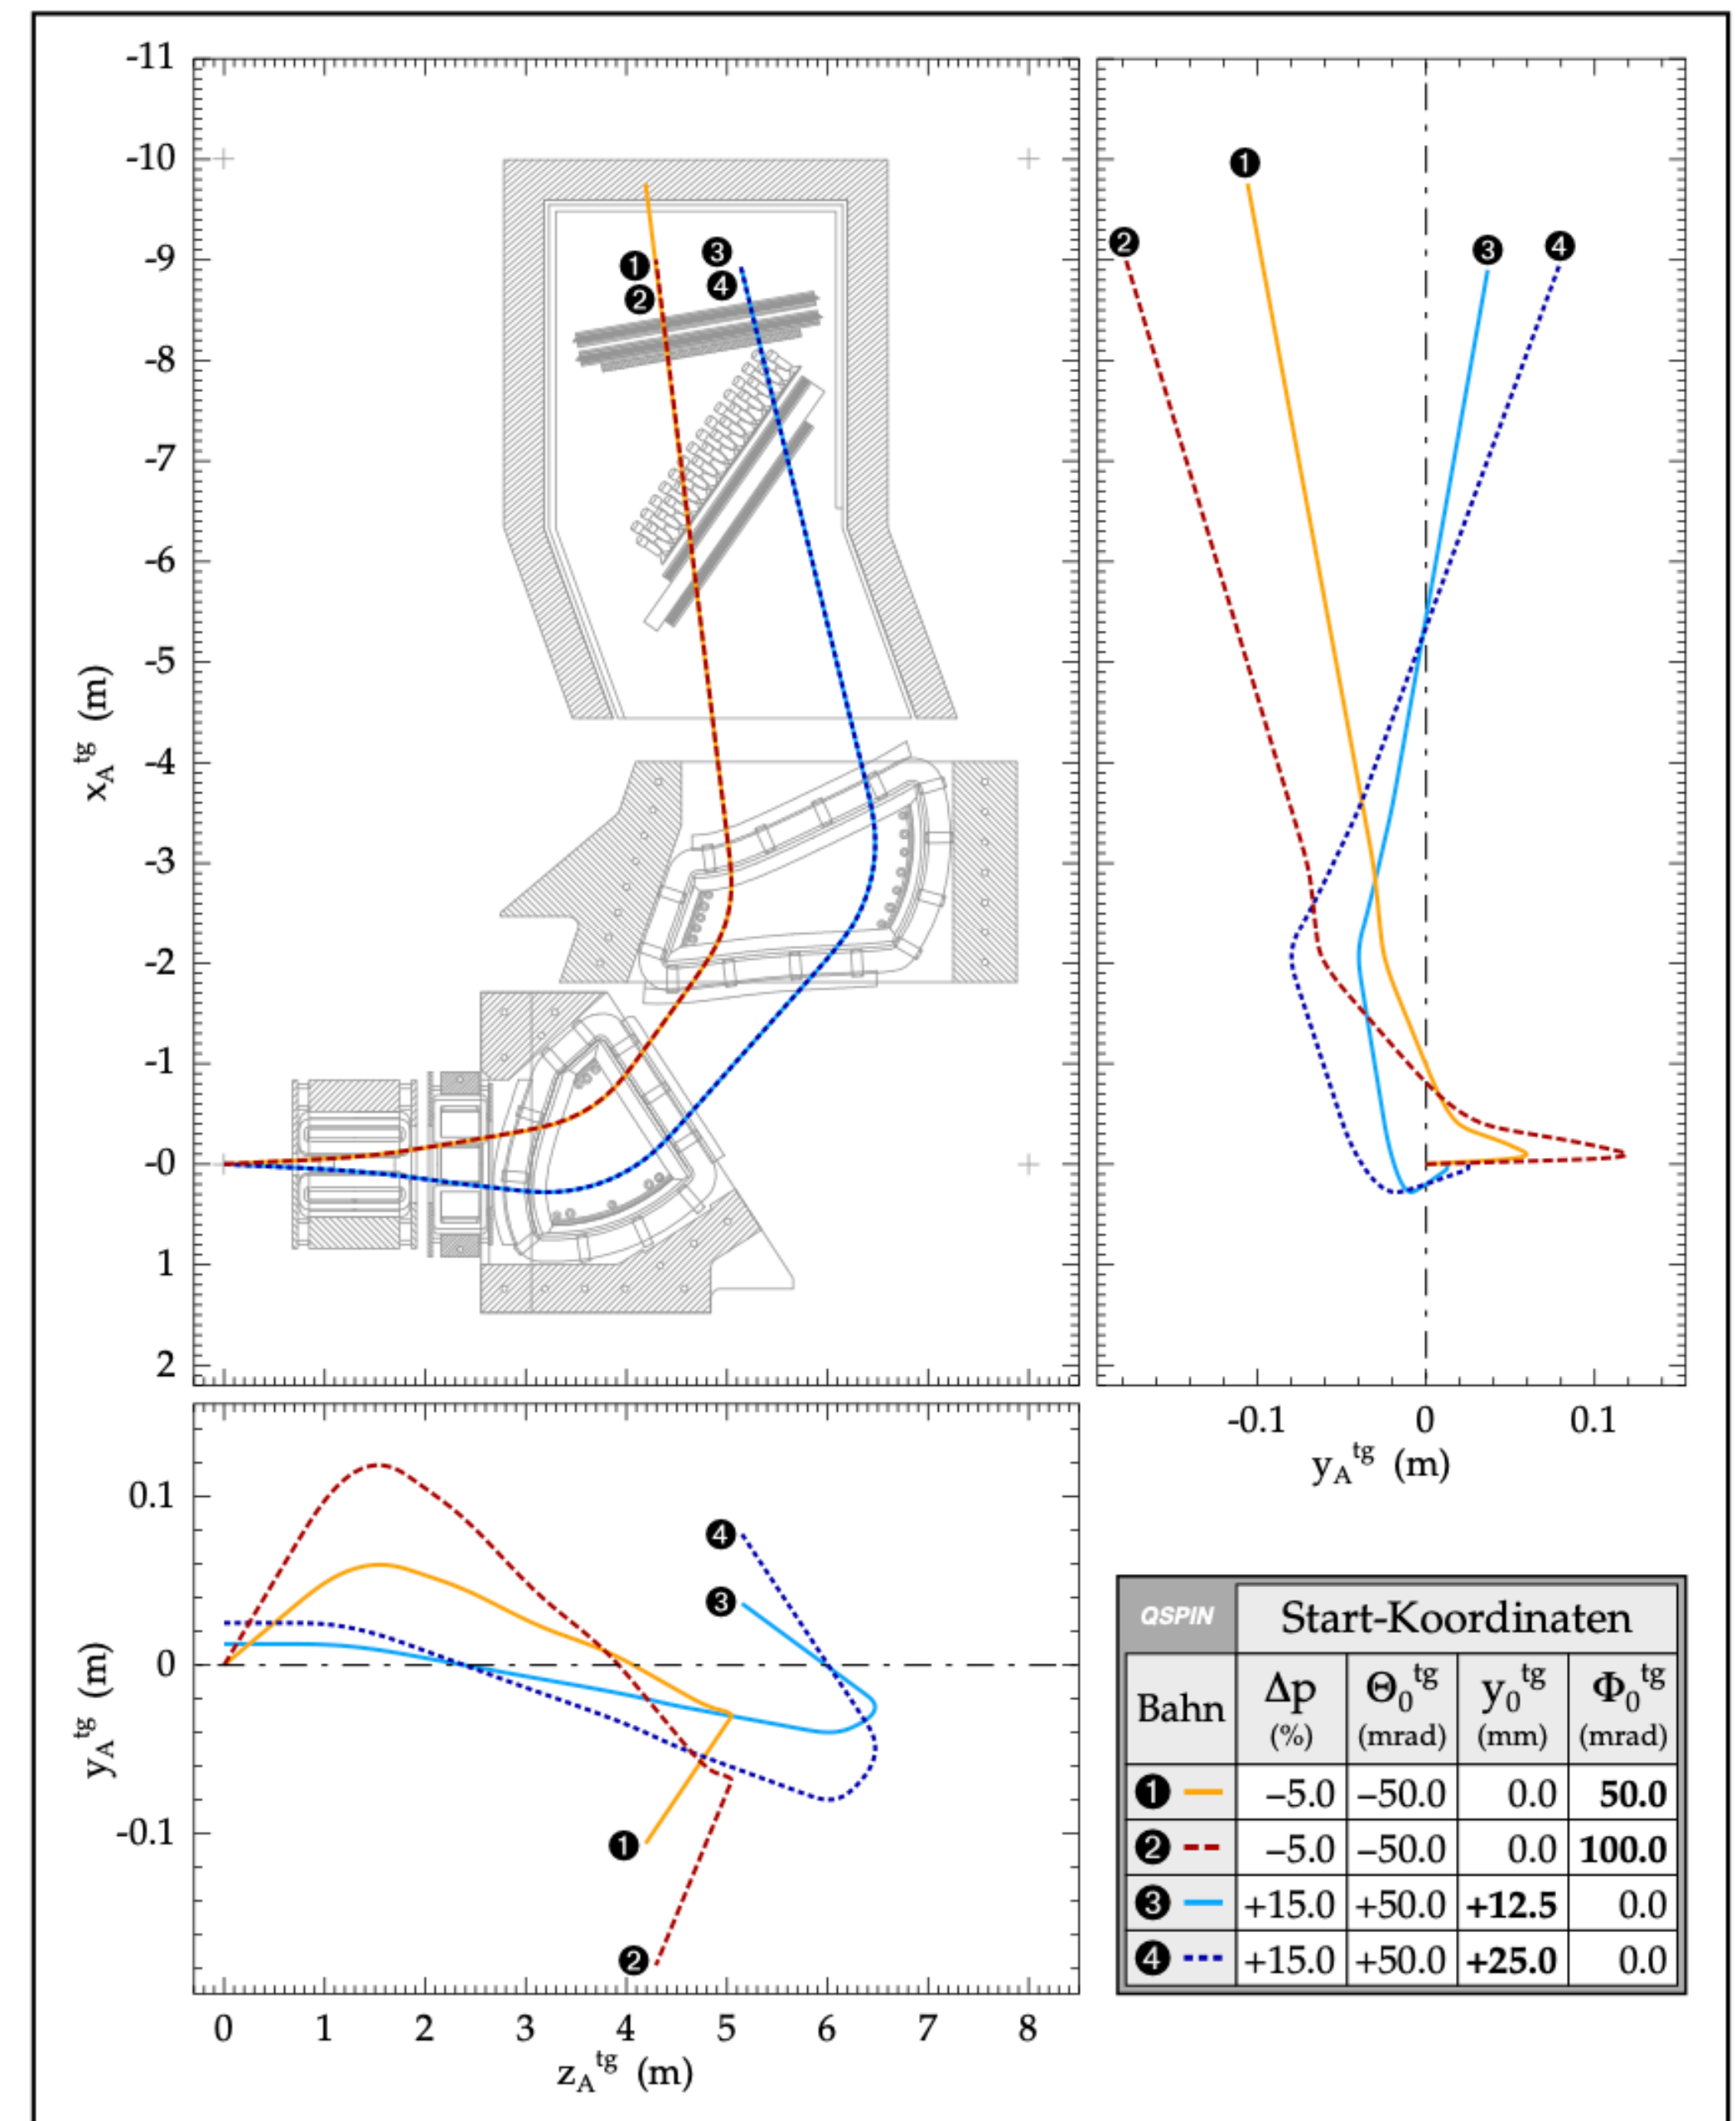 -11
-10
-9
-8
-7
-6
-5
-4
-3
-2
-1
-0
1
2
x_A^tg (m)
❶
❷
❸
❹
❶
❷
❸
❹
-0.1 0 0.1
y_A^tg (m)
0.1
0
-0.1
y_A^tg (m)
❹
❸
❶
❷
0 1 2 3 4 5 6 7 8
z_A^tg (m)
QSPIN Start-Koordinaten
Bahn Δp (%) Θ_0^tg (mrad) y_0^tg (mm) Φ_0^tg (mrad)
❶ –5.0 –50.0 0.0 50.0
❷ –5.0 –50.0 0.0 100.0
❸ +15.0 +50.0 +12.5 0.0
❹ +15.0 +50.0 +25.0 0.0